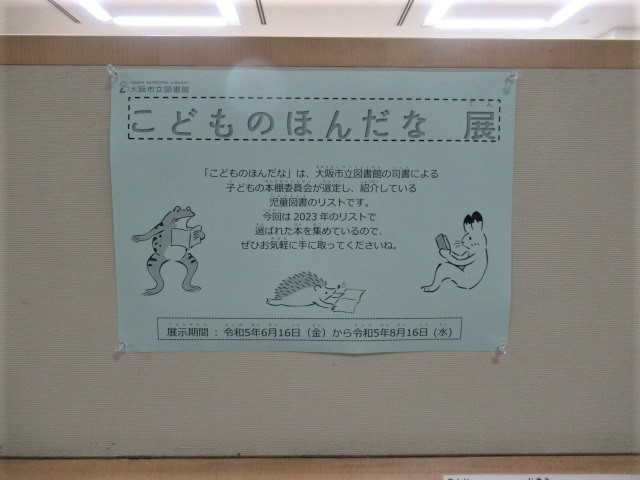 OSAKA MUNICIPAL LIBRARY
大阪市立図書館
こどものほんだな 展
「こどものほんだな」は、大阪市立図書館の司書による
子どもの本棚委員会が選定し、紹介している
児童図書のリストです。
今回は2023年のリストで
選ばれた本を集めているので、
ぜひお気軽に手に取ってくださいね。
展示期間：令和5年6月16日（金）から令和5年8月16日（水）